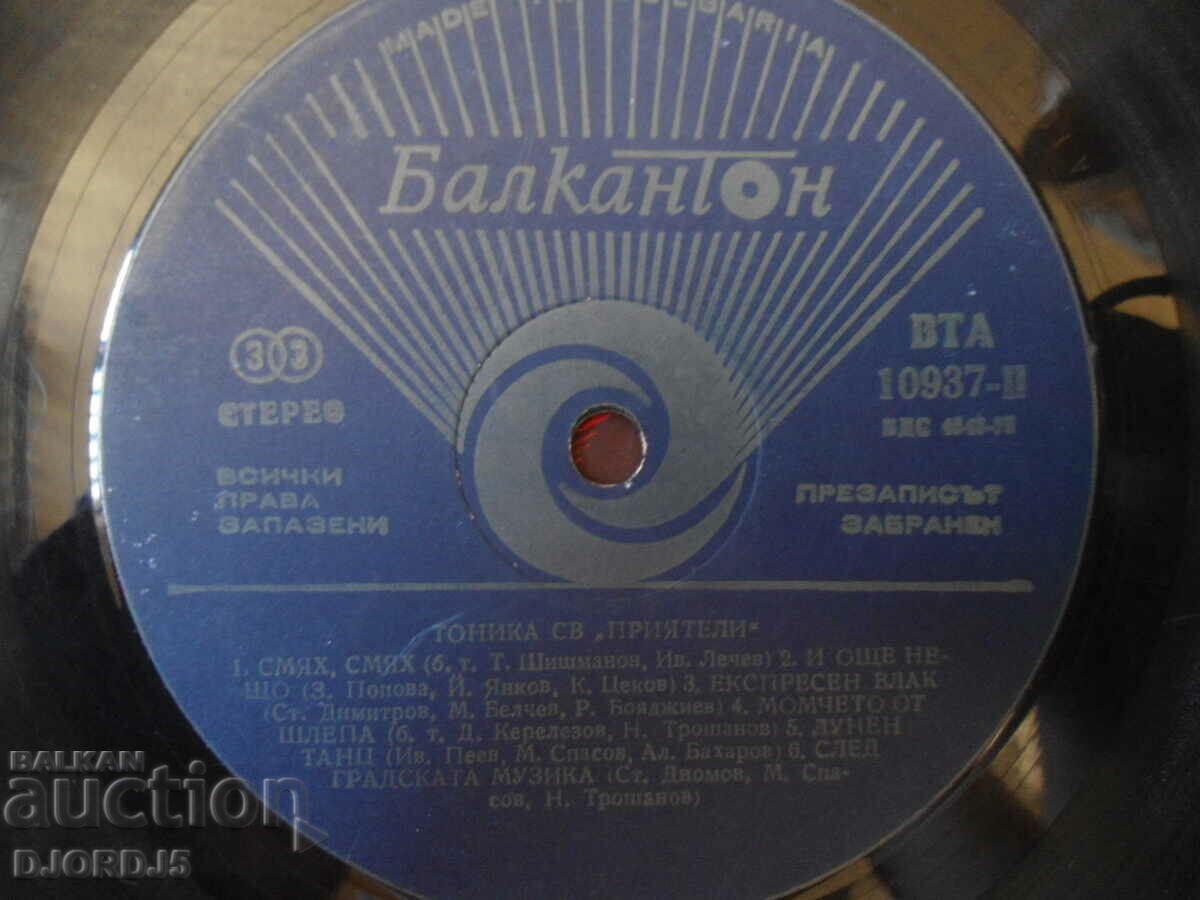 MADE IN BULGARIA
Балкантон
33
СТЕРЕО
ВСИЧКИ
ПРАВА
ЗАПАЗЕНИ
ВТА
10937-II
БДС
ПРЕЗАПИСЪТ
ЗАБРАНЕН
ТОНИКА СВ „ПРИЯТЕЛИ“
1. СМЯХ, СМЯХ (б. т. Т. Шишманов, Ив. Лечев) 2. И ОЩЕ НЕ-
ЩО (З. Попова, Й. Янков, К. Цеков) 3. ЕКСПРЕСЕН ВЛАК
(Ст. Димитров, М. Белчев, Р. Бояджиев) 4. МОМЧЕТО ОТ
ШЛЕПА (б. т. Д. Керелезов, Н. Трошанов) 5. ЛУНЕН
ТАНЦ (Ив. Пеев, М. Спасов, Ал. Бахаров) 6. СЛЕД
ГРАДСКАТА МУЗИКА (Ст. Диомов, М. Спа-
сов, Н. Трошанов)
BALKAN
auction
DJORDJ5